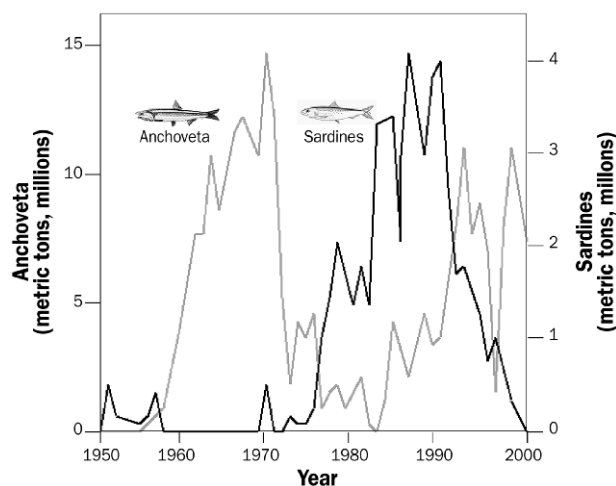 15
10
5
0
Anchoveta
(metric tons, millions)
Anchoveta
Sardines
4
3
2
1
0
Sardines
(metric tons, millons)
1950
1960
1970
1980
1990
2000
Year